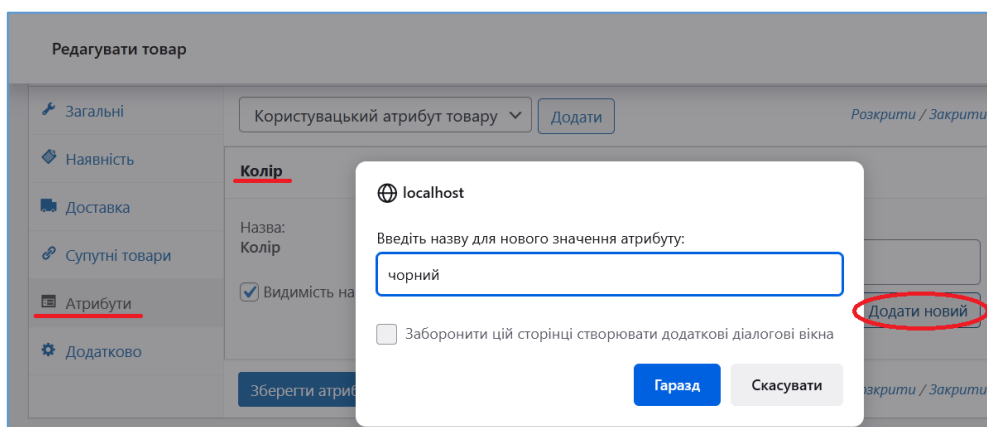 Редагувати товар
Загальні
Наявність
Доставка
Супутні товари
Атрибути
Додатково
Користувацький атрибут товару
Додати
Розкрити / Закрити
Колір
Назва:
Колір
Видимість на
Додати новий
Зберегти
Розкрити / Закрити
localhost
Введіть назву для нового значення атрибуту:
чорний
Заборонити цій сторінці створювати додаткові діалогові вікна
Гаразд
Скасувати